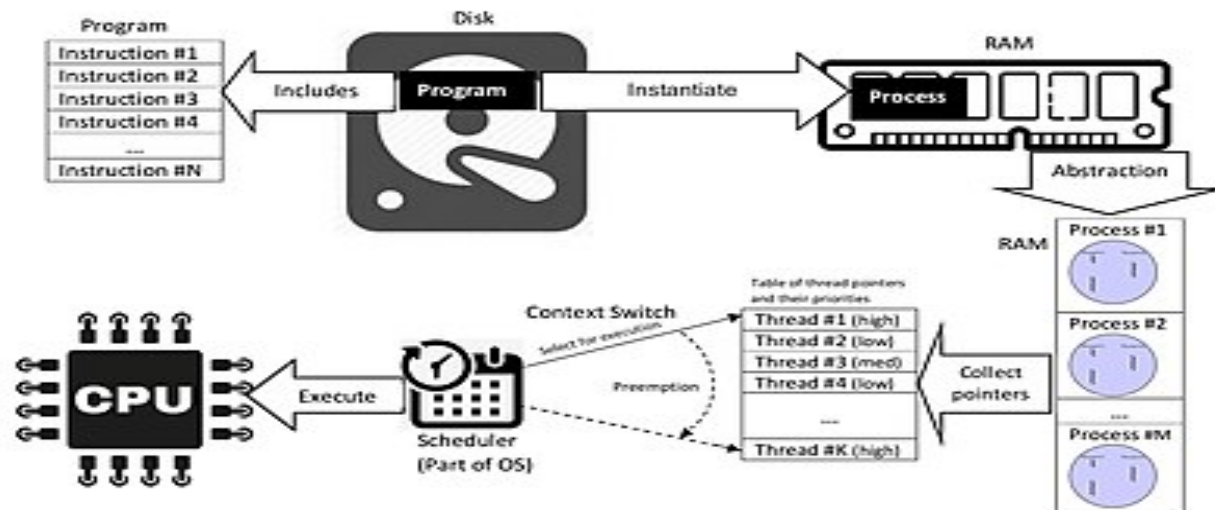 Program
Instruction #1
Instruction #2
Instruction #3
Instruction #4
...
Instruction #N
Includes
Disk
Program
Instantiate
RAM
Process
Abstraction
RAM
Process #1
Process #2
...
Process #M
Collect
pointers
Table of thread pointers
and their priorities
Thread #1 (high)
Thread #2 (low)
Thread #3 (med)
Thread #4 (low)
...
Thread #K (high)
Context Switch
Select for execution
Preemption
Scheduler
(Part of OS)
Execute
CPU